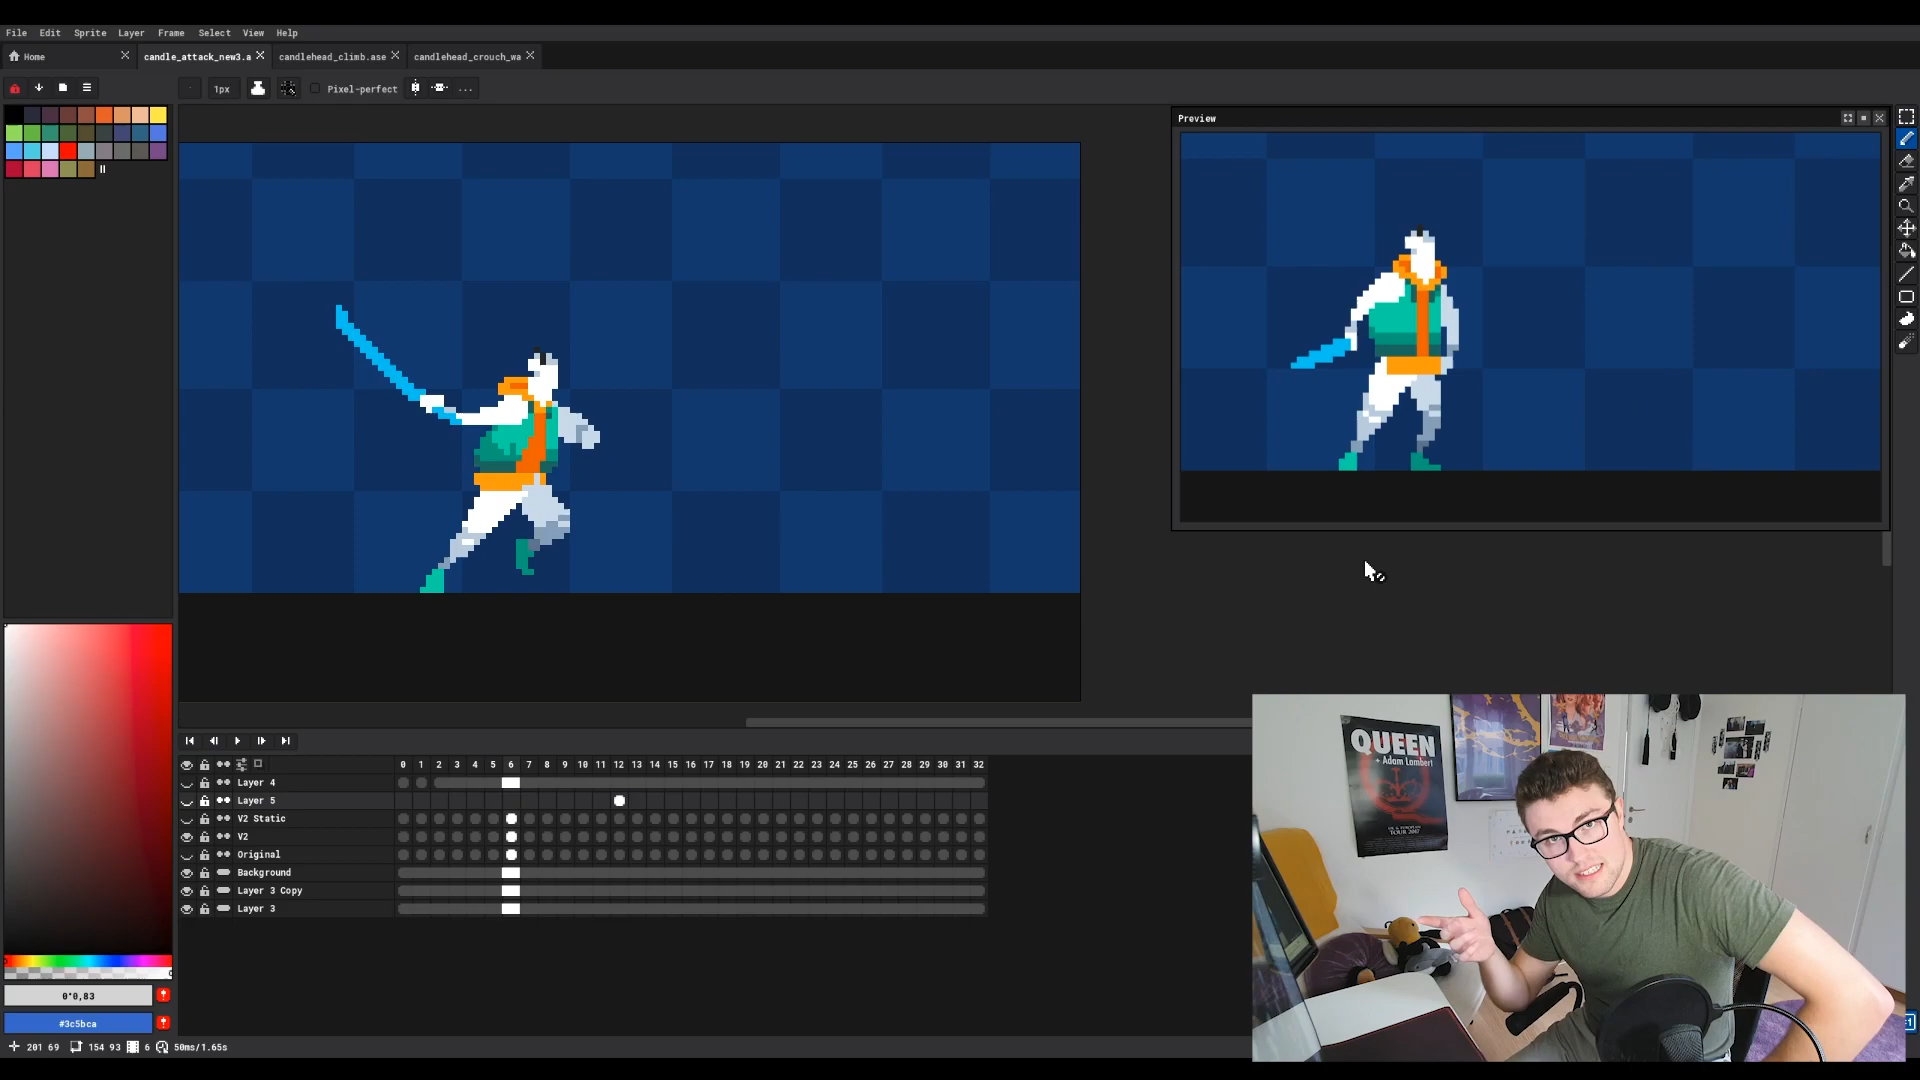 File Edit Sprite Layer Frame Select View Help
Home candle_attack_new3.a candlehead_climb.ase candlehead_crouch_wa
1px Pixel-perfect ...
Preview
0 1 2 3 4 5 6 7 8 9 10 11 12 13 14 15 16 17 18 19 20 21 22 23 24 25 26 27 28 29 30 31 32
Layer 4
Layer 5
V2 Static
V2
Original
Background
Layer 3 Copy
Layer 3
0°0,83
#3c5bca
201 69 154 93 6 50ms/1.65s
QUEEN
+ Adam Lambert